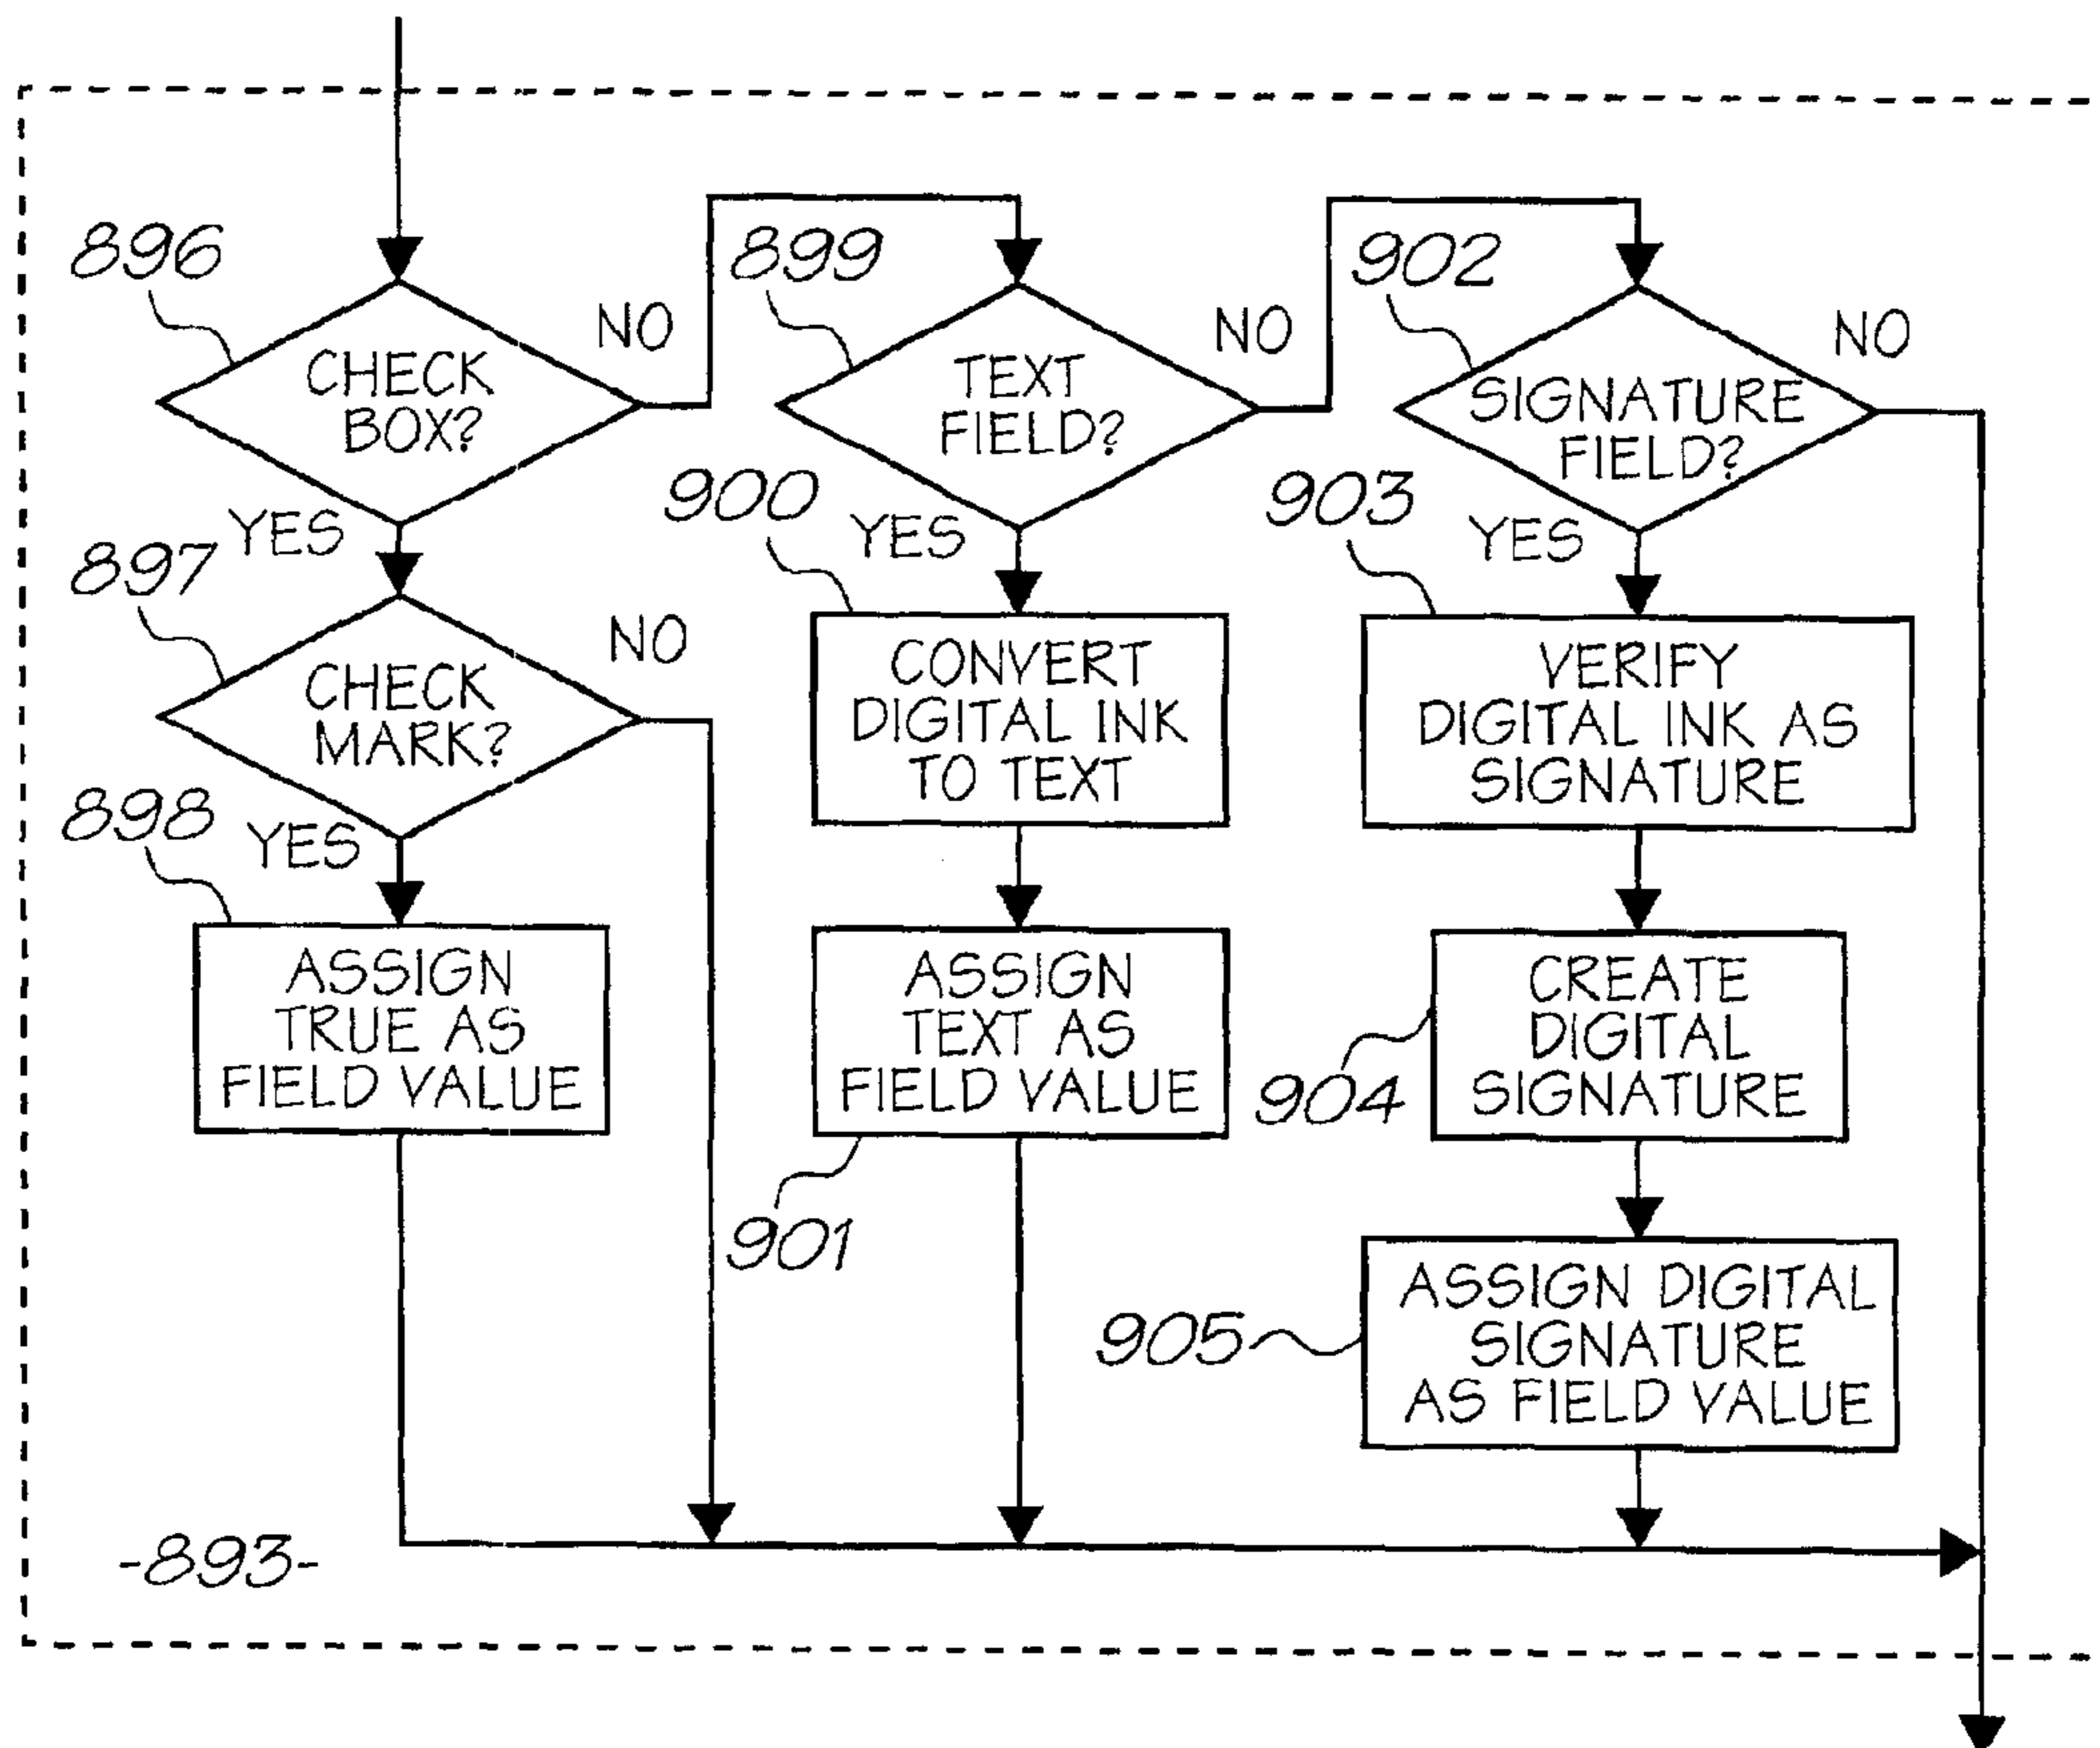 896
CHECK
BOX?
NO
YES
897
CHECK
MARK?
NO
YES
898
ASSIGN
TRUE AS
FIELD VALUE
899
TEXT
FIELD?
NO
YES
900
CONVERT
DIGITAL INK
TO TEXT
ASSIGN
TEXT AS
FIELD VALUE
901
902
SIGNATURE
FIELD?
NO
YES
903
VERIFY
DIGITAL INK AS
SIGNATURE
CREATE
DIGITAL
SIGNATURE
904
ASSIGN DIGITAL
SIGNATURE
AS FIELD VALUE
905
-893-